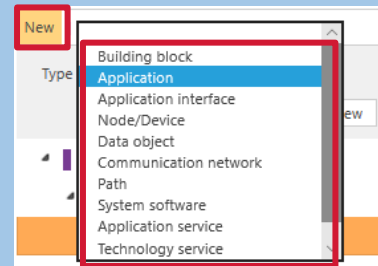 New
Building block
Type
Application
Application interface
Node/Device
ew
Data object
Communication network
Path
System software
Application service
Technology service